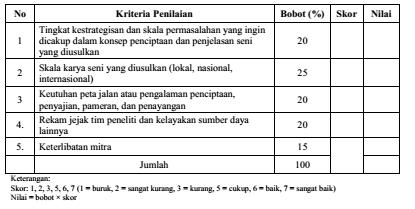 No Kriteria Penilaian Bobot (%) Skor Nilai
1 Tingkat kestrategisan dan skala permasalahan yang ingin
dicakup dalam konsep penciptaan dan penjelasan seni
yang diusulkan 20
2 Skala karya seni yang diusulkan (lokal, nasional,
internasional) 25
3 Keutuhan peta jalan atau pengalaman penciptaan,
penyajian, pameran, dan penayangan 20
4. Rekam jejak tim peneliti dan kelayakan sumber daya
lainnya 20
5. Keterlibatan mitra 15
Jumlah 100
Keterangan:
Skor: 1, 2, 3, 5, 6, 7 (1 = buruk, 2 = sangat kurang, 3 = kurang, 5 = cukup, 6 = baik, 7 = sangat baik)
Nilai = bobot × skor